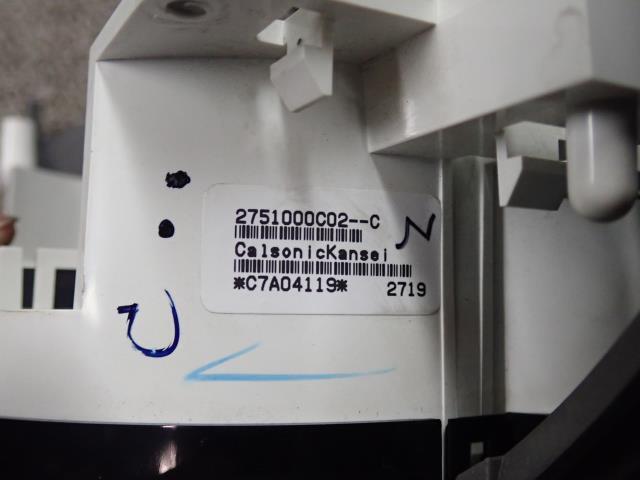 2751000C02--C
N
CalsonicKansei
*C7A04119* 2719